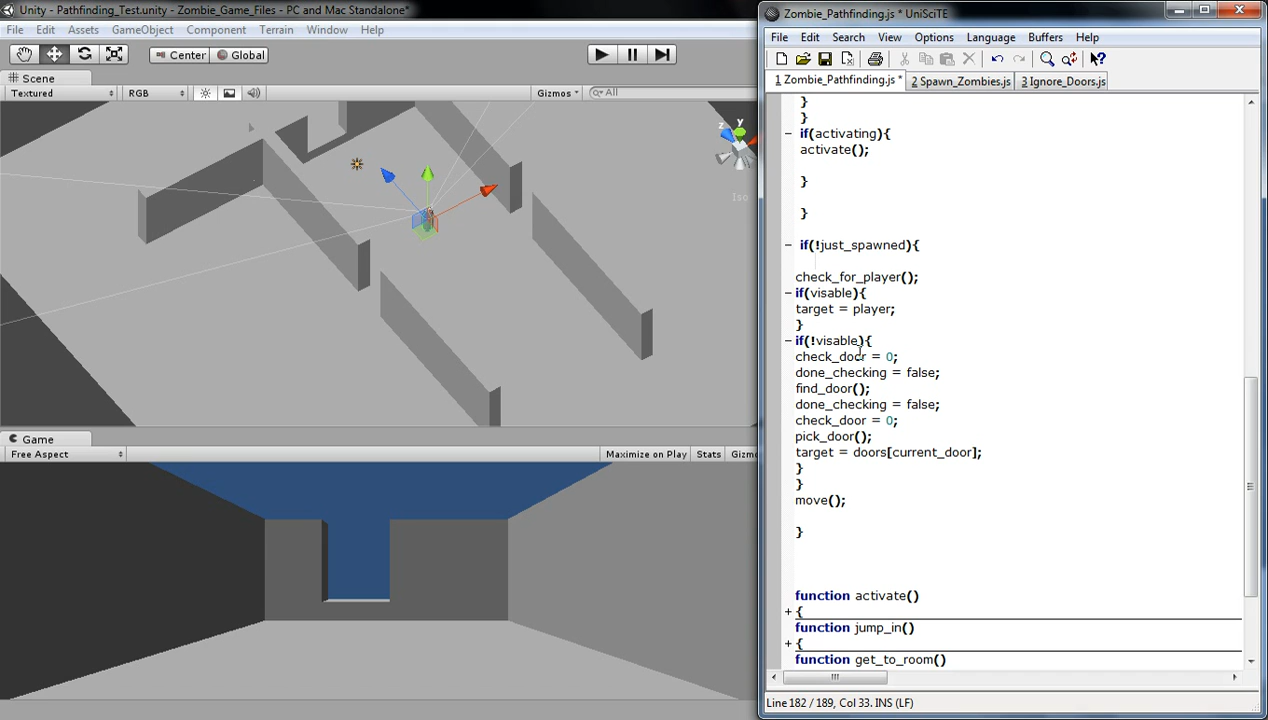 Unity - Pathfinding_Test.unity - Zombie_Game_Files - PC and Mac Standalone*
File Edit Assets GameObject Component Terrain Window Help
Center Global
Scene
Textured RGB Gizmos All
y
z
Iso
Game
Free Aspect Maximize on Play Stats Gizmo
Zombie_Pathfinding.js * UniSciTE
File Edit Search View Options Language Buffers Help
1 Zombie_Pathfinding.js * 2 Spawn_Zombies.js 3 Ignore_Doors.js
}
}
if(activating){
activate();
}
}
if(!just_spawned){
check_for_player();
if(visable){
target = player;
}
if(!visable){
check_door = 0;
done_checking = false;
find_door();
done_checking = false;
check_door = 0;
pick_door();
target = doors[current_door];
}
}
move();
}
function activate()
{
function jump_in()
{
function get_to_room()
Line 182 / 189, Col 33. INS (LF)